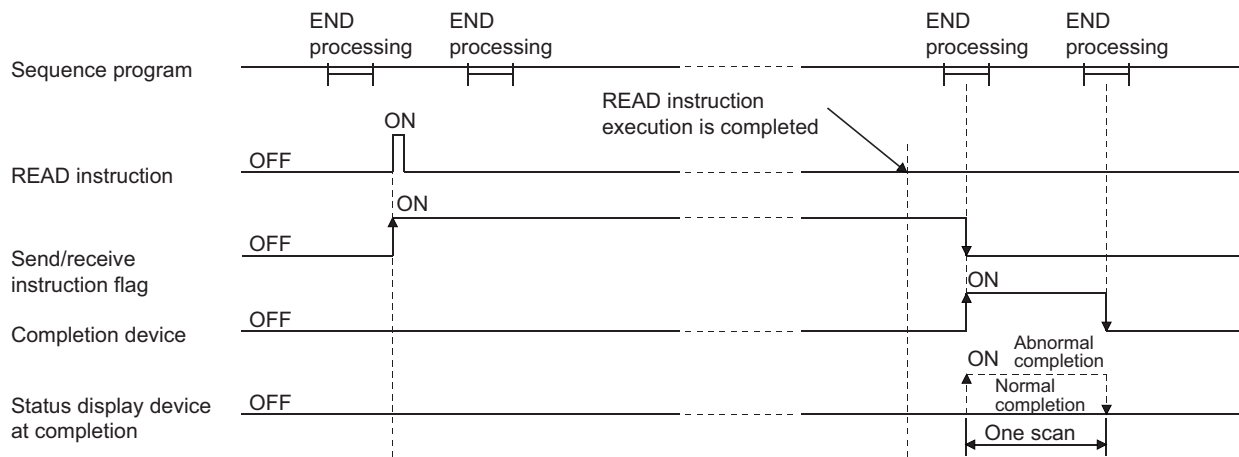 END
processing
END
processing
END
processing
END
processing
Sequence program
READ instruction
execution is completed
ON
OFF
READ instruction
ON
OFF
Send/receive
instruction flag
ON
OFF
Completion device
ON
Abnormal
completion
Normal
completion
OFF
Status display device
at completion
One scan